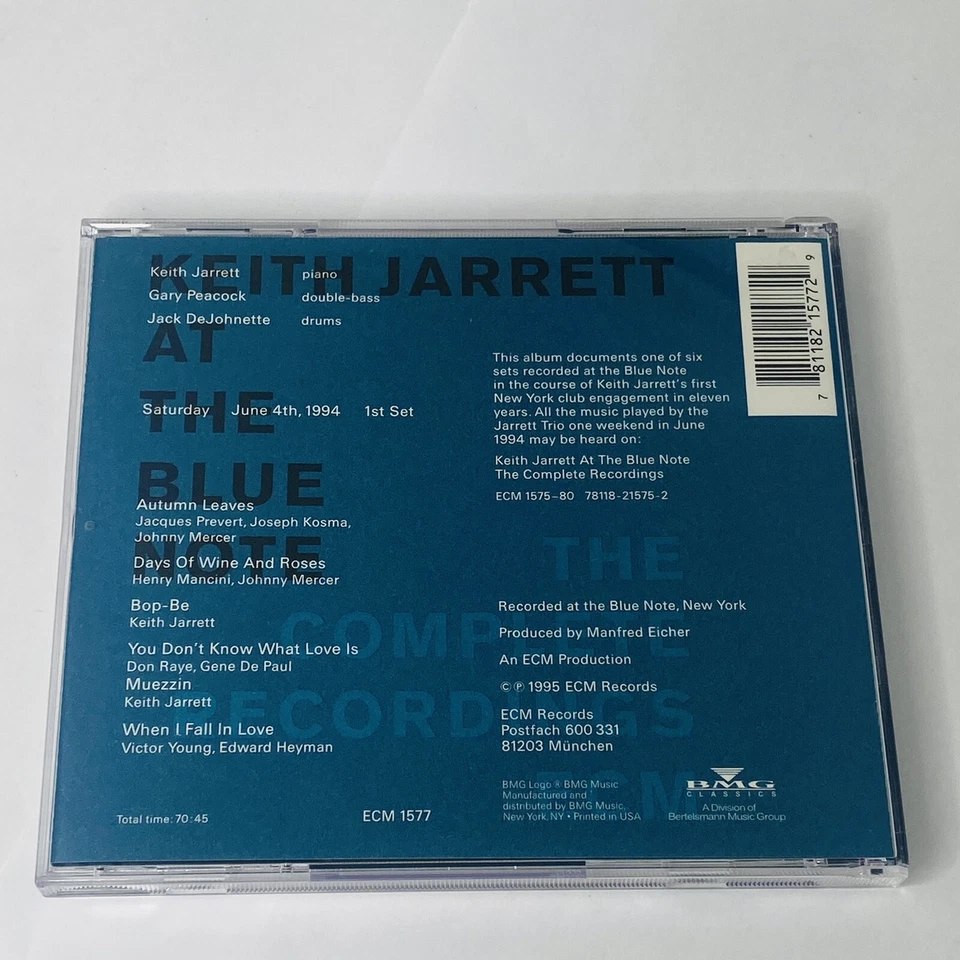 KEITH JARRETT
AT
THE
BLUE
NOTE
THE
COMPLETE
RECORDINGS
ECM
Keith Jarrett piano
Gary Peacock double-bass
Jack DeJohnette drums
Saturday June 4th, 1994 1st Set
Autumn Leaves
Jacques Prevert, Joseph Kosma,
Johnny Mercer
Days Of Wine And Roses
Henry Mancini, Johnny Mercer
Bop-Be
Keith Jarrett
You Don't Know What Love Is
Don Raye, Gene De Paul
Muezzin
Keith Jarrett
When I Fall In Love
Victor Young, Edward Heyman
Total time: 70:45
ECM 1577
This album documents one of six
sets recorded at the Blue Note
in the course of Keith Jarrett's first
New York club engagement in eleven
years. All the music played by the
Jarrett Trio one weekend in June
1994 may be heard on:
Keith Jarrett At The Blue Note
The Complete Recordings
ECM 1575–80 78118-21575-2
Recorded at the Blue Note, New York
Produced by Manfred Eicher
An ECM Production
© ℗ 1995 ECM Records
ECM Records
Postfach 600 331
81203 München
BMG Logo ® BMG Music
Manufactured and
distributed by BMG Music,
New York, NY • Printed in USA
BMG
CLASSICS
A Division of
Bertelsmann Music Group
7 81182 15772 9